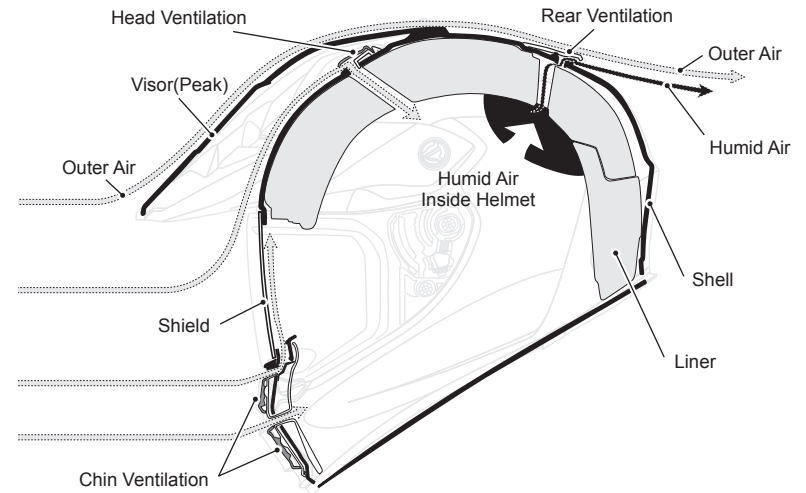 Head Ventilation
Rear Ventilation
Outer Air
Visor(Peak)
Humid Air
Outer Air
Humid Air
Inside Helmet
Shell
Shield
Liner
Chin Ventilation